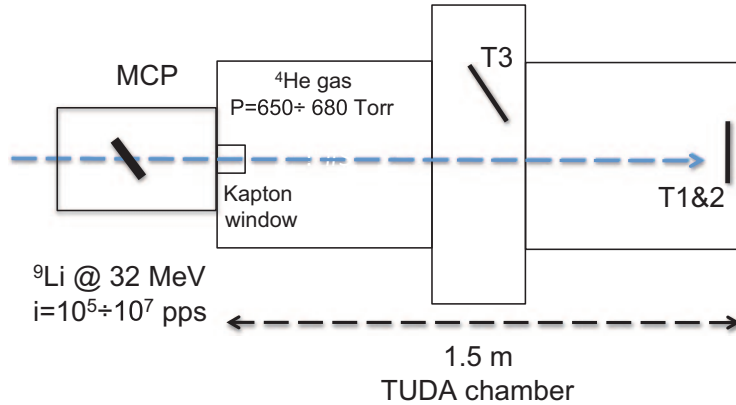 MCP
⁴He gas
P=650÷ 680 Torr
T3
Kapton
window
T1&2
⁹Li @ 32 MeV
i=10⁵÷10⁷ pps
1.5 m
TUDA chamber